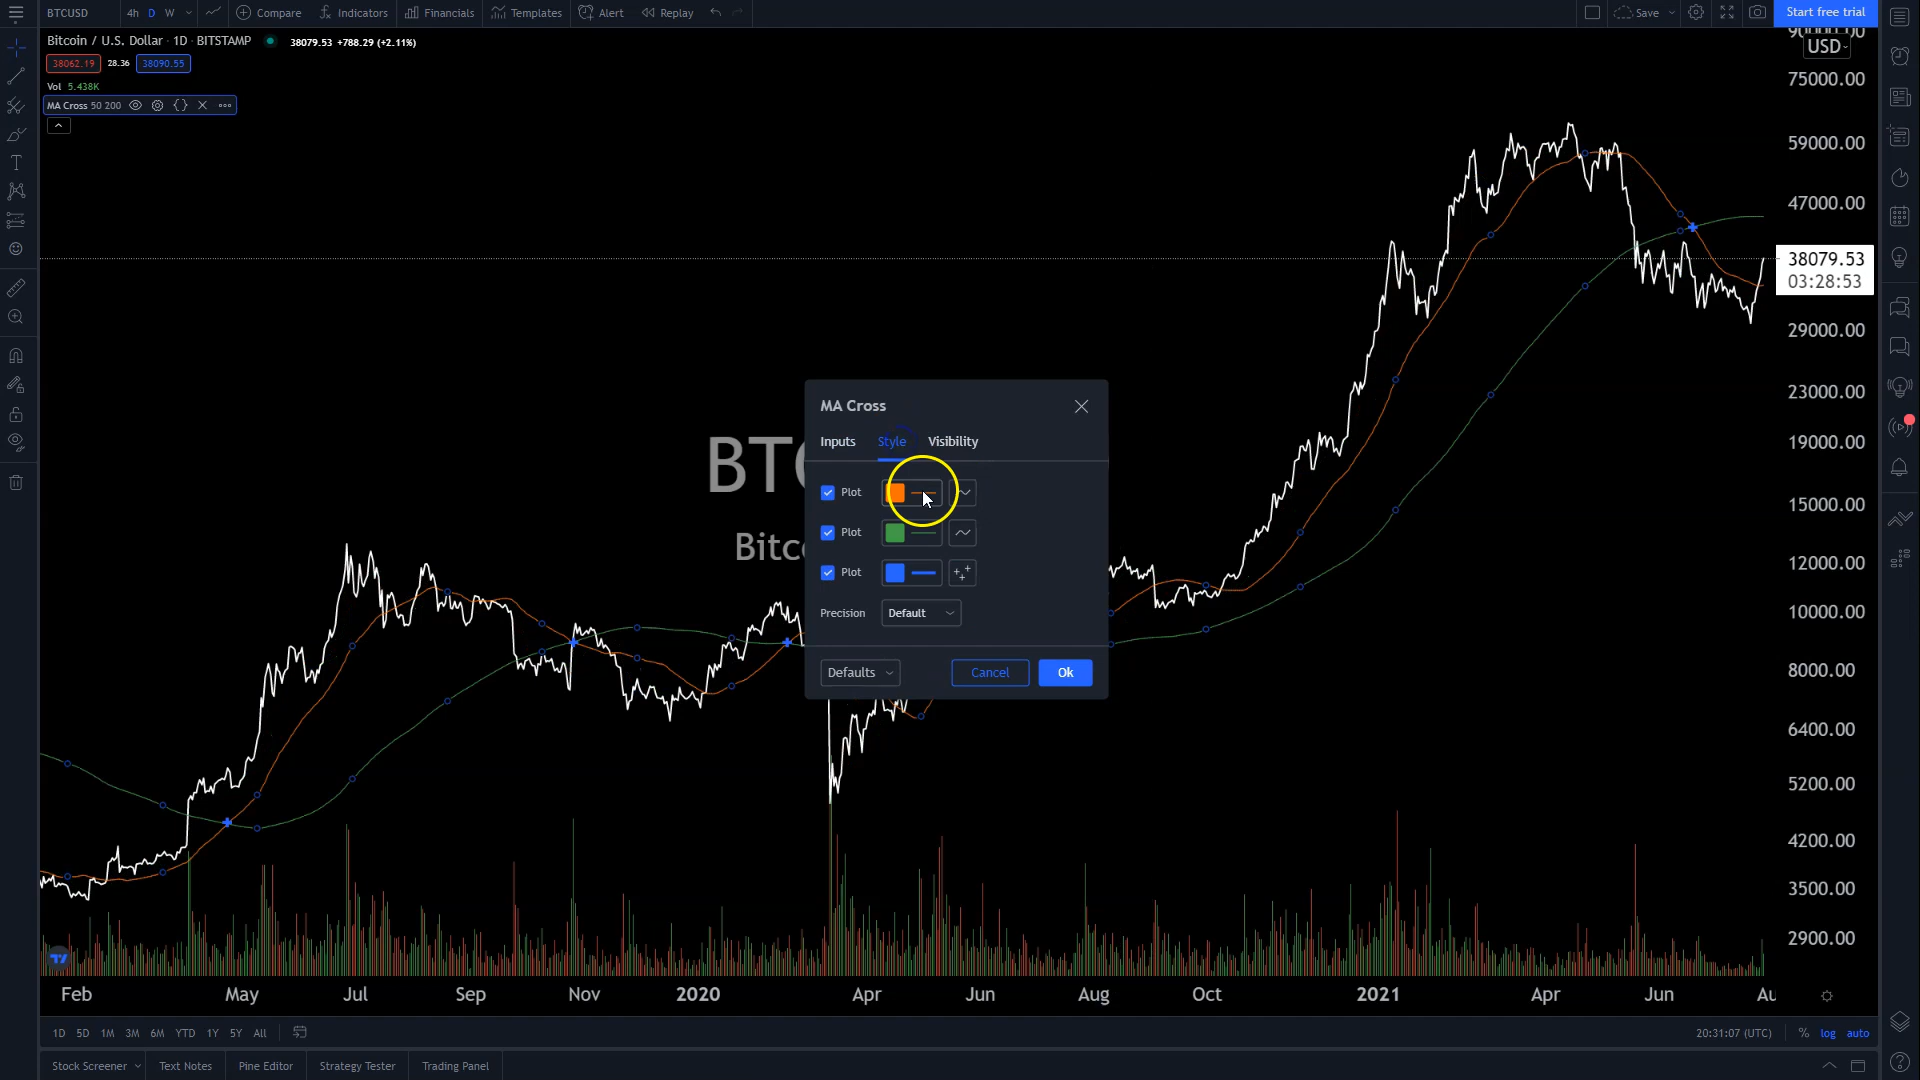 BTCUSD 4h D W Compare Indicators Financials Templates Alert Replay Save Start free trial
Bitcoin / U.S. Dollar · 1D · BITSTAMP 38079.53 +788.29 (+2.11%)
38062.19 28.36 38090.55
Vol 5.438K
MA Cross 50 200
USD
75000.00
59000.00
47000.00
38079.53
03:28:53
29000.00
23000.00
19000.00
15000.00
12000.00
10000.00
8000.00
6400.00
5200.00
4200.00
3500.00
2900.00
BTC
Bitc
MA Cross
Inputs Style Visibility
Plot
Plot
Plot
Precision Default
Defaults Cancel Ok
Feb May Jul Sep Nov 2020 Apr Jun Aug Oct 2021 Apr Jun Au
1D 5D 1M 3M 6M YTD 1Y 5Y All 20:31:07 (UTC) % log auto
Stock Screener Text Notes Pine Editor Strategy Tester Trading Panel